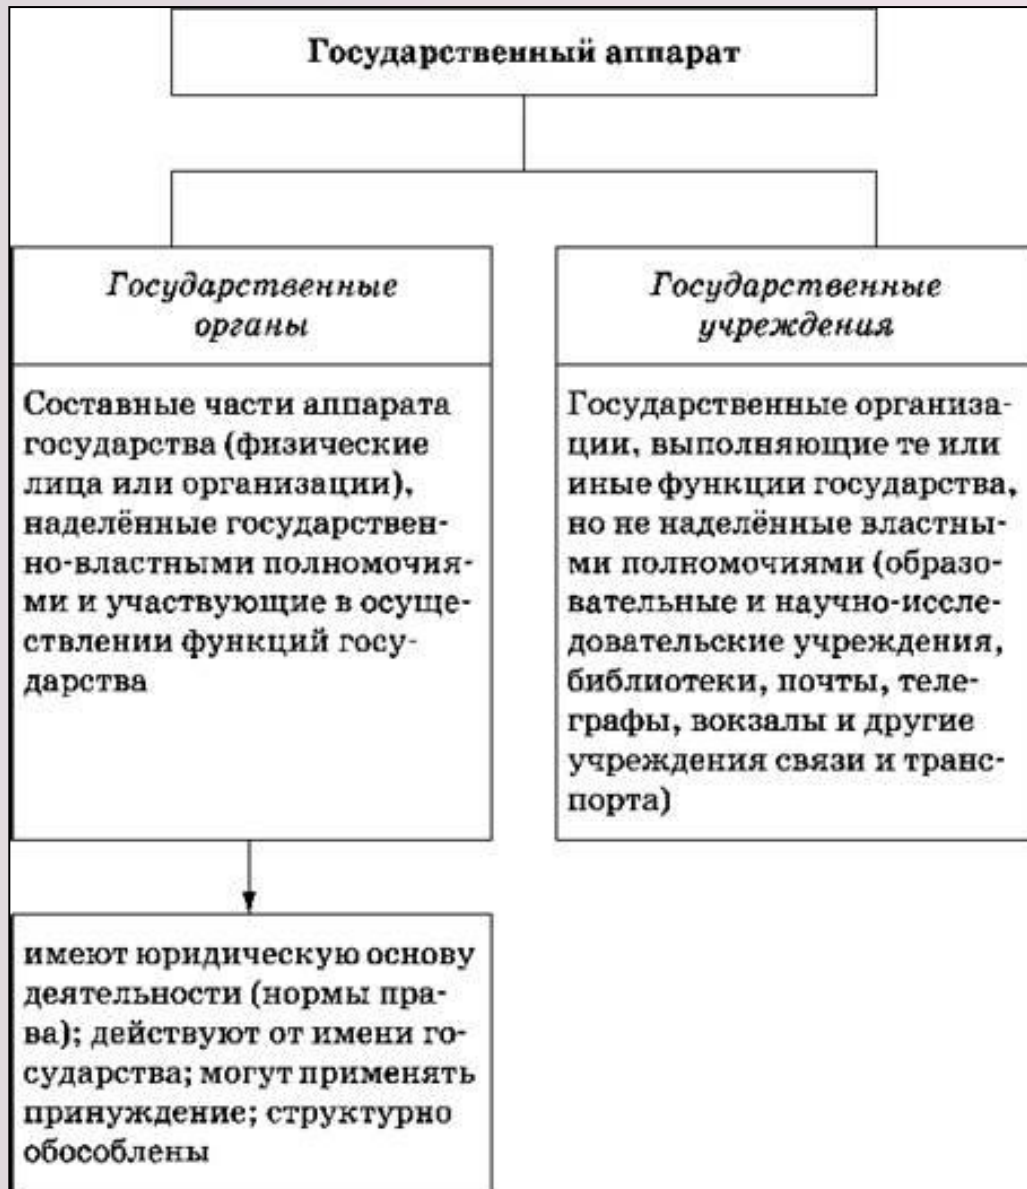 Государственный аппарат
Государственные
органы
Составные части аппарата
государства (физические
лица или организации),
наделённые государствен-
но-властными полномочия-
ми и участвующие в осуще-
ствлении функций госу-
дарства
Государственные
учреждения
Государственные организа-
ции, выполняющие те или
иные функции государства,
но не наделённые властны-
ми полномочиями (образо-
вательные и научно-иссле-
довательские учреждения,
библиотеки, почты, теле-
графы, вокзалы и другие
учреждения связи и транс-
порта)
имеют юридическую основу
деятельности (нормы пра-
ва); действуют от имени го-
сударства; могут применять
принуждение; структурно
обособлены